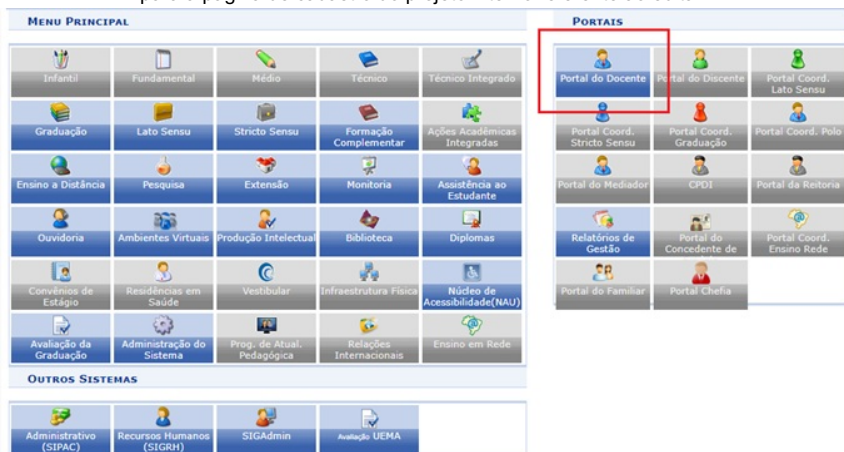 MENU PRINCIPAL
PORTAIS
Infantil
Fundamental
Médio
Técnico
Técnico Integrado
Portal do Docente
Portal do Discente
Portal Coord.
Lato Sensu
Graduação
Lato Sensu
Stricto Sensu
Formação
Complementar
Ações Acadêmicas
Integradas
Portal Coord.
Stricto Sensu
Portal Coord.
Graduação
Portal Coord. Polo
Ensino a Distância
Pesquisa
Extensão
Monitoria
Assistência ao
Estudante
Portal do Mediador
CPDI
Portal da Reitoria
Ouvidoria
Ambientes Virtuais
Produção Intelectual
Biblioteca
Diplomas
Relatórios de
Gestão
Portal do
Concedente de
Portal Coord.
Ensino Rede
Convênios de
Estágio
Residências em
Saúde
Vestibular
Infraestrutura Física
Núcleo de
Acessibilidade(NAU)
Portal do Familiar
Portal Chefia
Avaliação da
Graduação
Administração do
Sistema
Prog. de Atual.
Pedagógica
Relações
Internacionais
Ensino em Rede
OUTROS SISTEMAS
Administrativo
(SIPAC)
Recursos Humanos
(SIGRH)
SIGAdmin
Avaliação UEMA